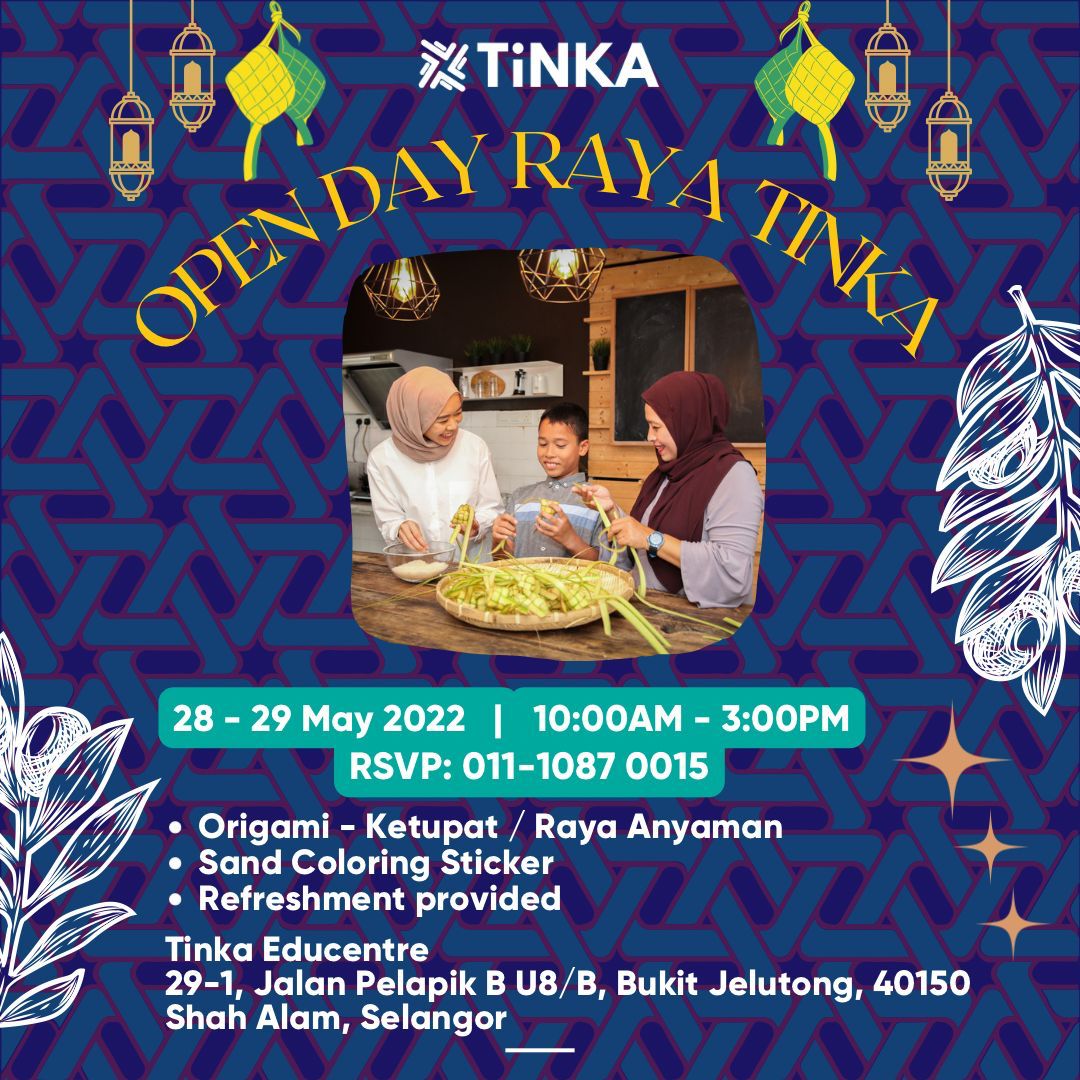 TiNKA
OPEN DAY RAYA TINKA
28 - 29 May 2022 | 10:00AM - 3:00PM
RSVP: 011-1087 0015
• Origami - Ketupat / Raya Anyaman
• Sand Coloring Sticker
• Refreshment provided
Tinka Educentre
29-1, Jalan Pelapik B U8/B, Bukit Jelutong, 40150
Shah Alam, Selangor